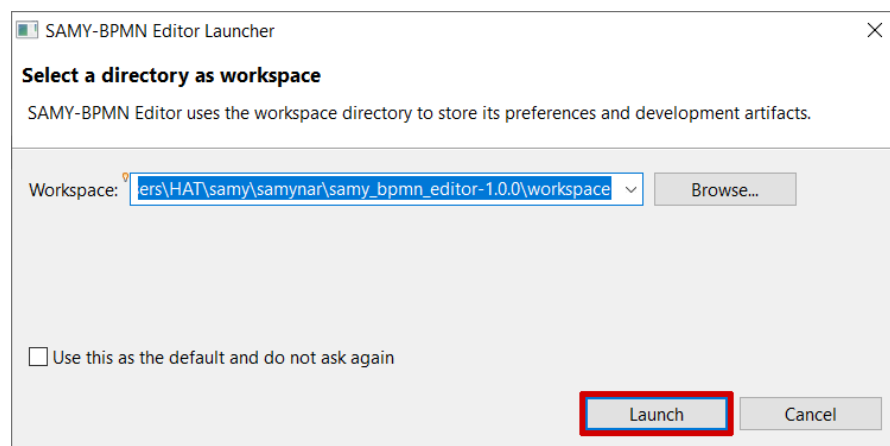 SAMY-BPMN Editor Launcher
Select a directory as workspace
SAMY-BPMN Editor uses the workspace directory to store its preferences and development artifacts.
Workspace: ers\HAT\samy\samynar\samy_bpmn_editor-1.0.0\workspace Browse...
Use this as the default and do not ask again
Launch Cancel